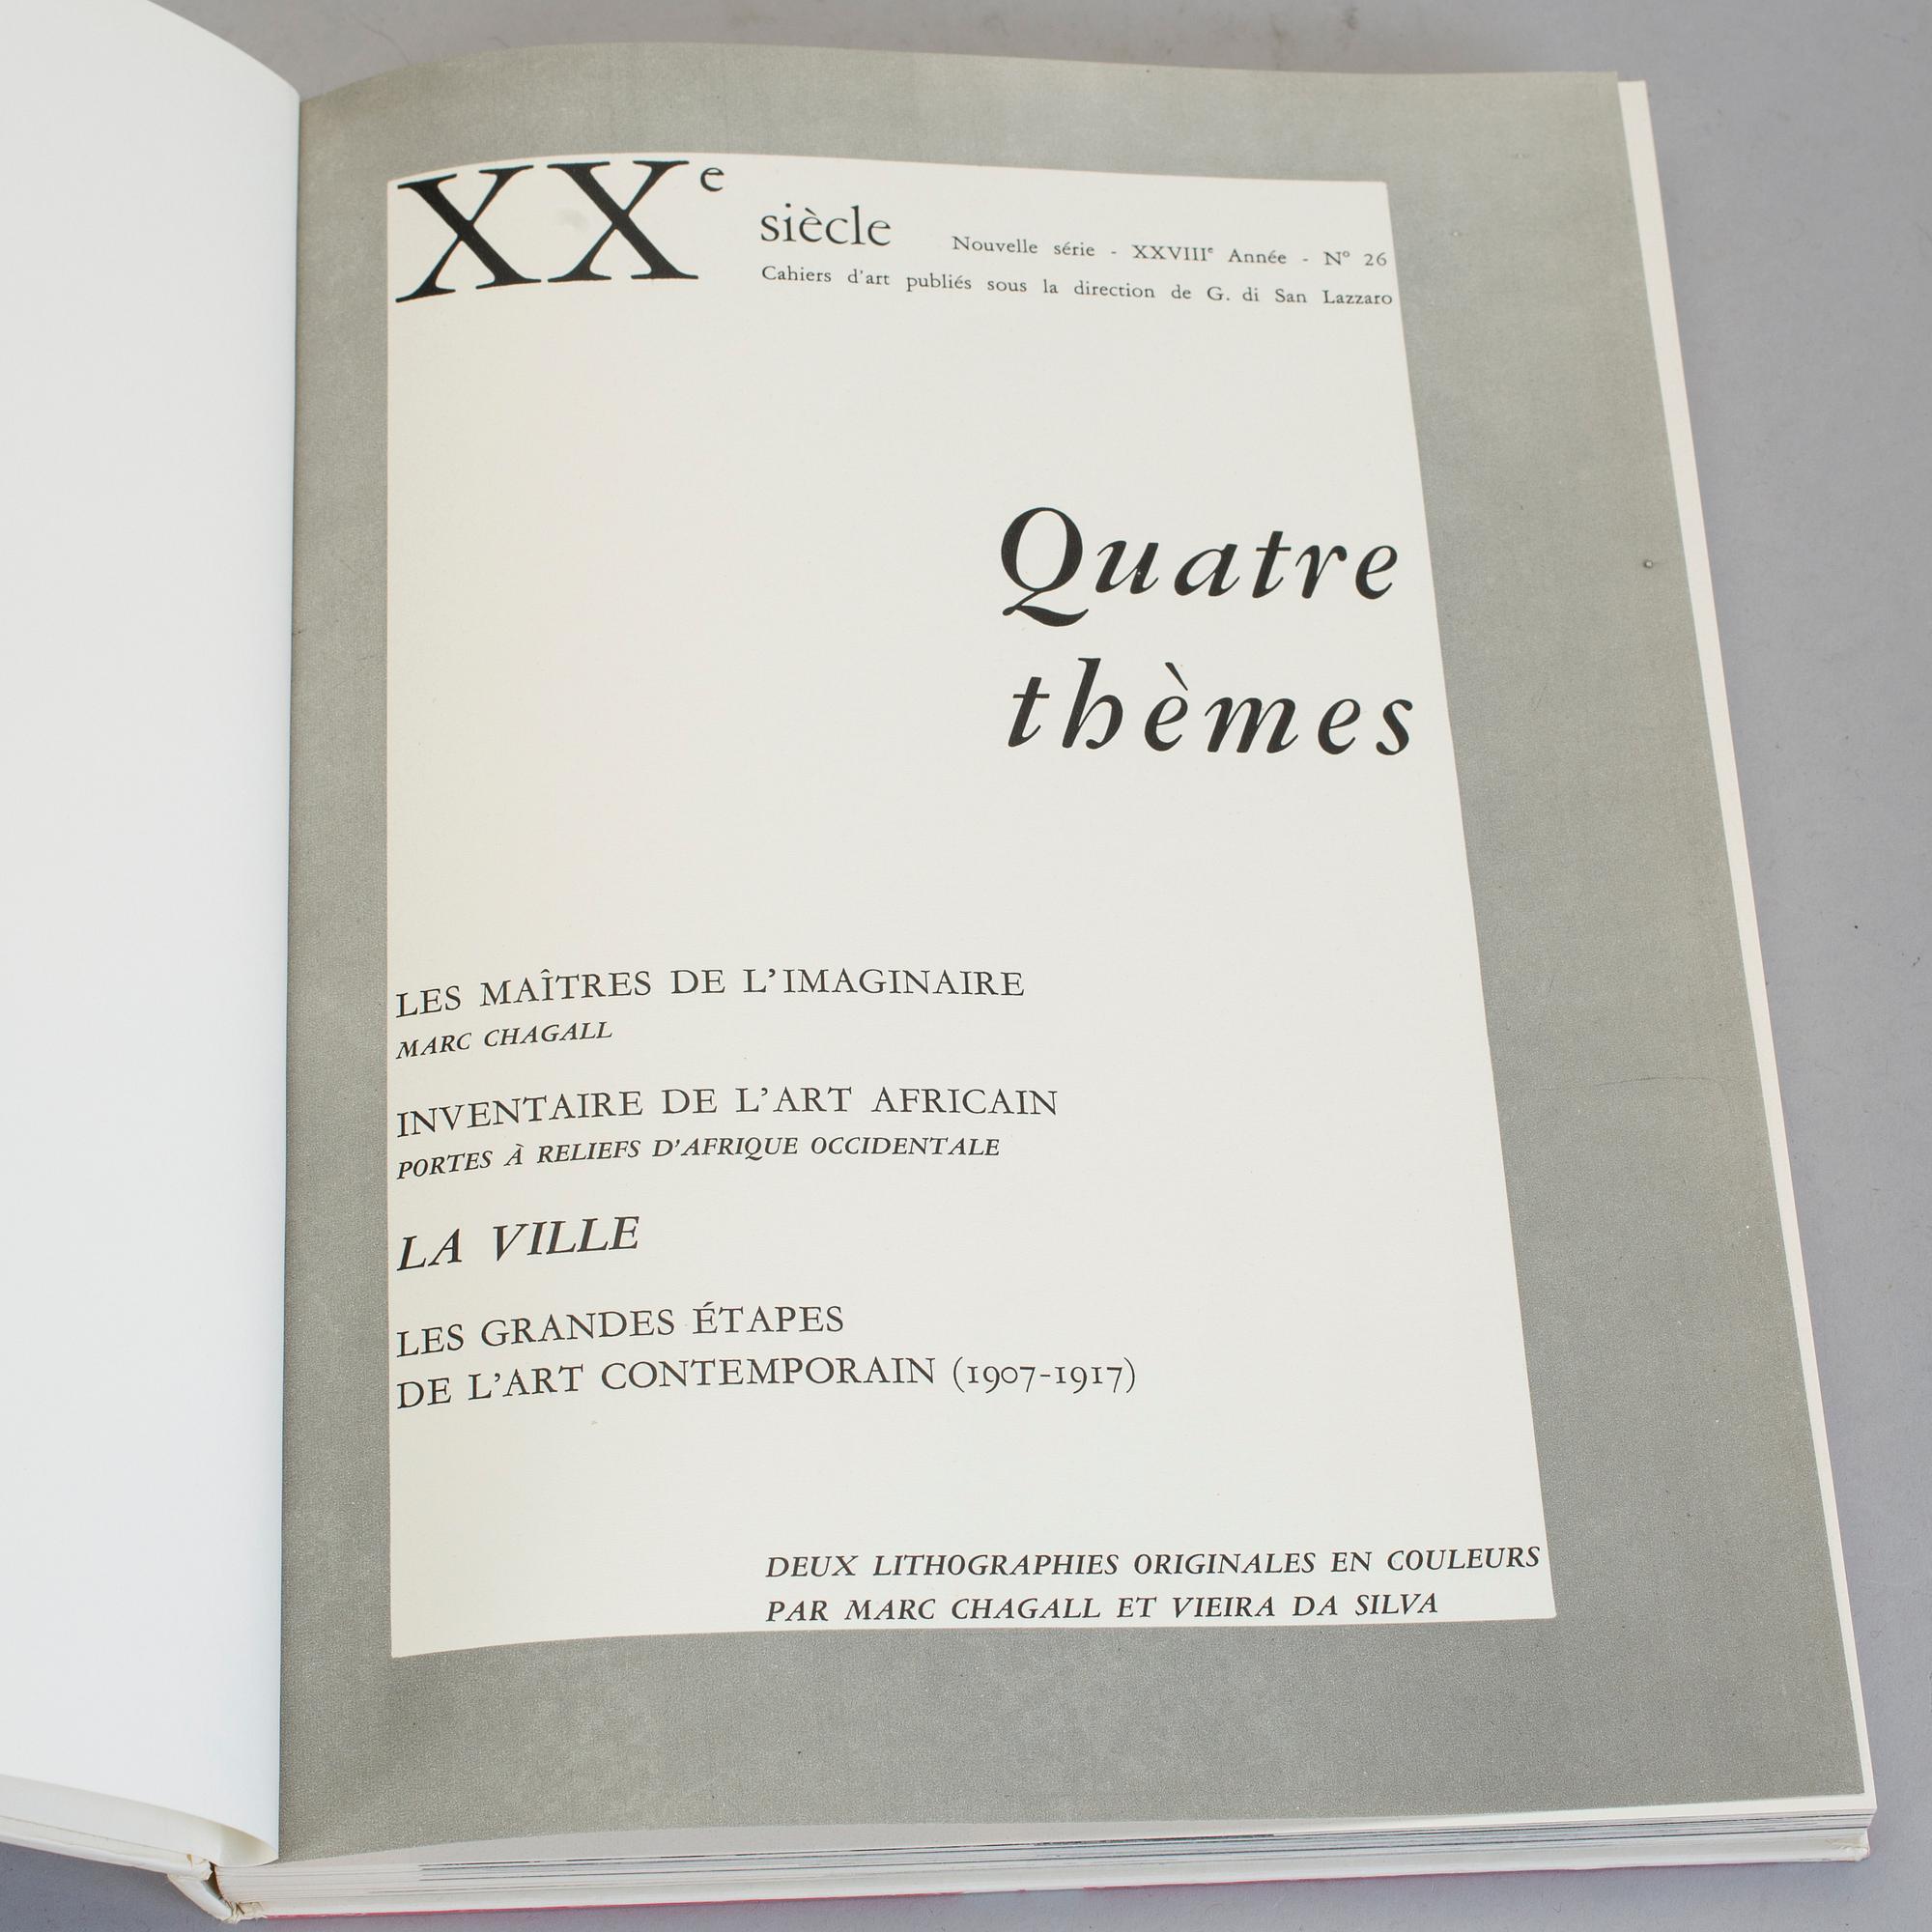 XXe siècle Nouvelle série - XXVIIIe Année - No 26
Cahiers d'art publiés sous la direction de G. di San Lazzaro
Quatre
thèmes
LES MAÎTRES DE L'IMAGINAIRE
MARC CHAGALL
INVENTAIRE DE L'ART AFRICAIN
PORTES À RELIEFS D'AFRIQUE OCCIDENTALE
LA VILLE
LES GRANDES ÉTAPES
DE L'ART CONTEMPORAIN (1907-1917)
DEUX LITHOGRAPHIES ORIGINALES EN COULEURS
PAR MARC CHAGALL ET VIEIRA DA SILVA